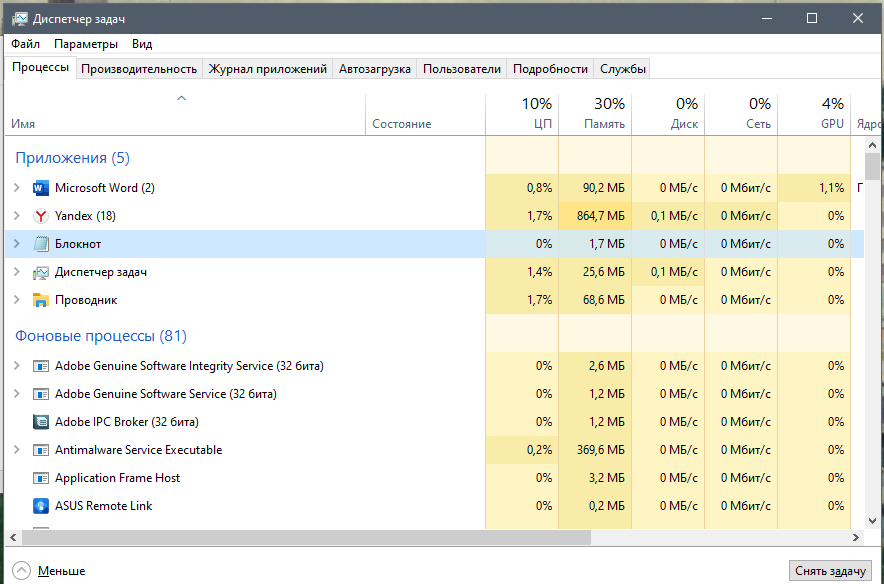 Диспетчер задач
Файл Параметры Вид
Процессы Производительность Журнал приложений Автозагрузка Пользователи Подробности Службы
10% 30% 0% 0% 4%
Имя Состояние ЦП Память Диск Сеть GPU Ядро
Приложения (5)
Microsoft Word (2) 0,8% 90,2 МБ 0 МБ/с 0 Мбит/с 1,1% Г
Yandex (18) 1,7% 864,7 МБ 0,1 МБ/с 0 Мбит/с 0%
Блокнот 0% 1,7 МБ 0 МБ/с 0 Мбит/с 0%
Диспетчер задач 1,4% 25,6 МБ 0,1 МБ/с 0 Мбит/с 0%
Проводник 1,7% 68,6 МБ 0 МБ/с 0 Мбит/с 0%
Фоновые процессы (81)
Adobe Genuine Software Integrity Service (32 бита) 0% 2,6 МБ 0 МБ/с 0 Мбит/с 0%
Adobe Genuine Software Service (32 бита) 0% 1,2 МБ 0 МБ/с 0 Мбит/с 0%
Adobe IPC Broker (32 бита) 0% 1,2 МБ 0 МБ/с 0 Мбит/с 0%
Antimalware Service Executable 0,2% 369,6 МБ 0 МБ/с 0 Мбит/с 0%
Application Frame Host 0% 3,2 МБ 0 МБ/с 0 Мбит/с 0%
ASUS Remote Link 0% 0,2 МБ 0 МБ/с 0 Мбит/с 0%
Меньше Снять задачу